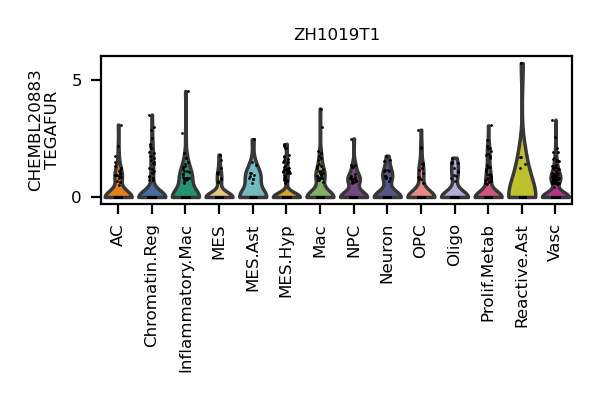 ZH1019T1
CHEMBL20883
TEGAFUR
5
0
AC
Chromatin.Reg
Inflammatory.Mac
MES
MES.Ast
MES.Hyp
Mac
NPC
Neuron
OPC
Oligo
Prolif.Metab
Reactive.Ast
Vasc